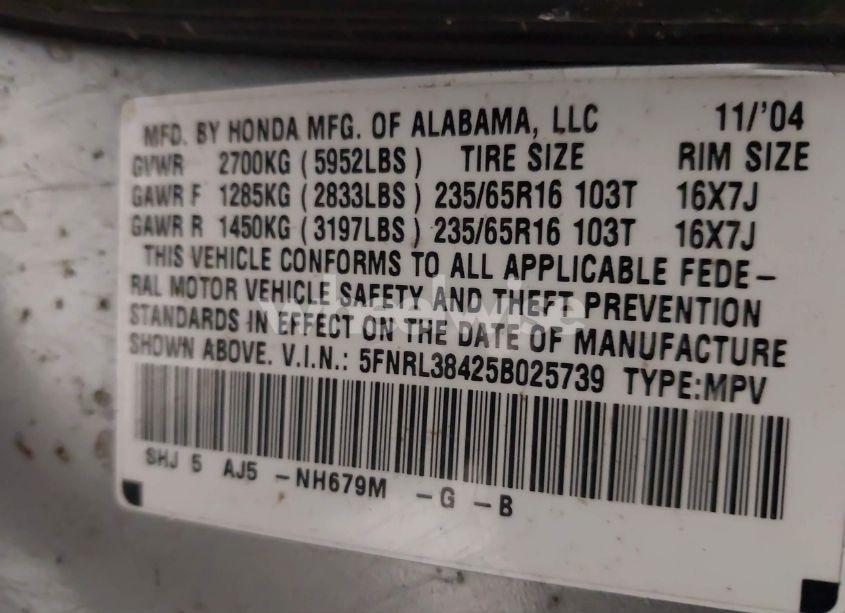 MFD. BY HONDA MFG. OF ALABAMA, LLC 11/'04
GVWR 2700KG (5952LBS) TIRE SIZE RIM SIZE
GAWR F 1285KG (2833LBS) 235/65R16 103T 16X7J
GAWR R 1450KG (3197LBS) 235/65R16 103T 16X7J
THIS VEHICLE CONFORMS TO ALL APPLICABLE FEDE-
RAL MOTOR VEHICLE SAFETY AND THEFT PREVENTION
STANDARDS IN EFFECT ON THE DATE OF MANUFACTURE
SHOWN ABOVE. V.I.N.: 5FNRL38425B025739 TYPE:MPV
SHJ 5 AJ5 -NH679M -G -B
wheelwise